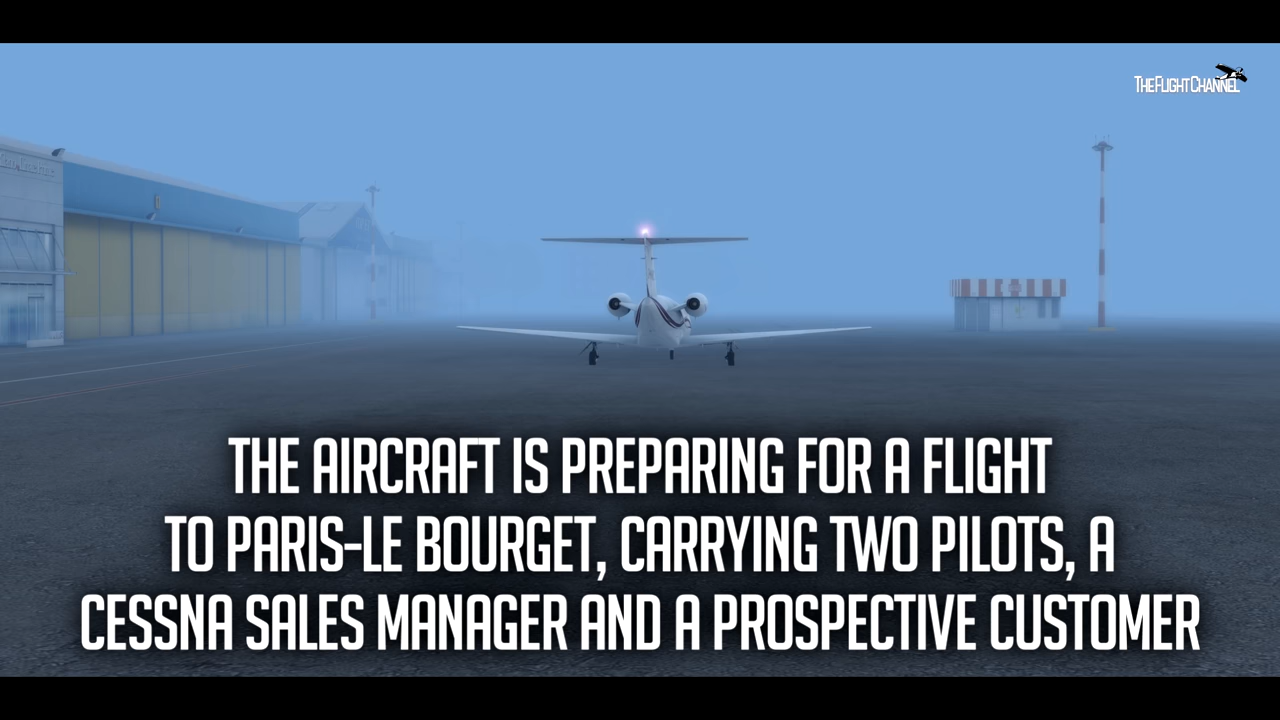 THEFLIGHTCHANNEL
THE AIRCRAFT IS PREPARING FOR A FLIGHT
TO PARIS-LE BOURGET, CARRYING TWO PILOTS, A
CESSNA SALES MANAGER AND A PROSPECTIVE CUSTOMER